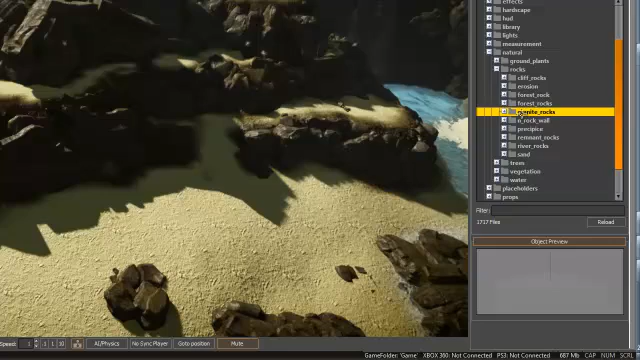 effects
hardscape
hud
library
lights
measurement
natural
ground_plants
rocks
cliff_rocks
erosion
forest_rock
forest_rocks
n_rock_wall
precipice
remnant_rocks
river_rocks
sand
trees
vegetation
water
placeholders
props
Filter:
1717 Files
Reload
Object Preview
Speed: 1 .1 1 10
AI/Physics
No Sync Player
Goto position
Mute
GameFolder: 'Game' XBOX 360: Not Connected PS3: Not Connected 687 Mb CAP NUM SCRL